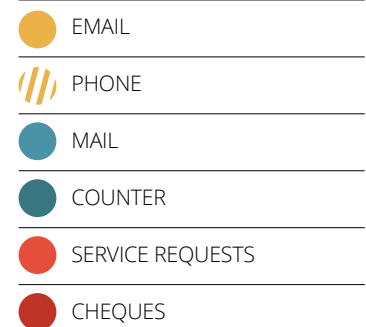 EMAIL
PHONE
MAIL
COUNTER
SERVICE REQUESTS
CHEQUES